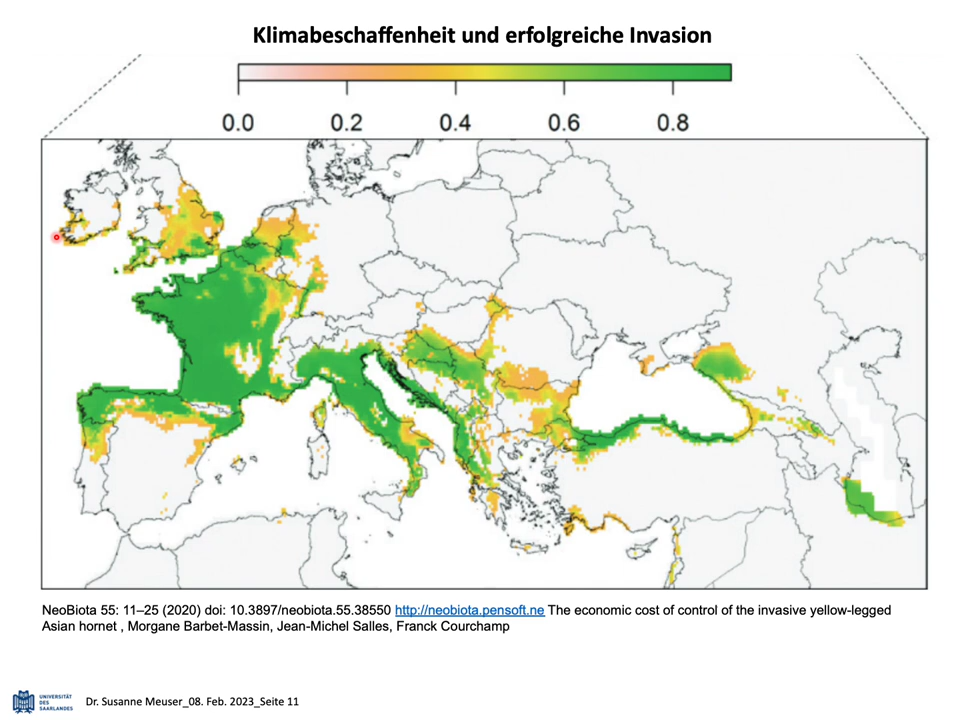 Klimabeschaffenheit und erfolgreiche Invasion
0.0 0.2 0.4 0.6 0.8
NeoBiota 55: 11–25 (2020) doi: 10.3897/neobiota.55.38550 http://neobiota.pensoft.ne The economic cost of control of the invasive yellow-legged
Asian hornet , Morgane Barbet-Massin, Jean-Michel Salles, Franck Courchamp
UNIVERSITÄT
DES
SAARLANDES
Dr. Susanne Meuser_08. Feb. 2023_Seite 11